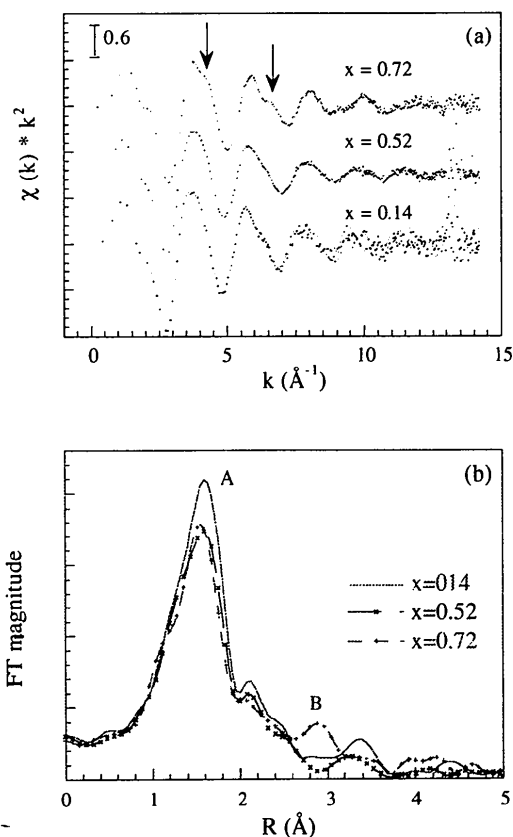 0.6
(a)
x = 0.72
x = 0.52
x = 0.14
χ (k) * k²
0 5 10 15
k (Å⁻¹)
(b)
A
B
x=014
x=0.52
x=0.72
FT magnitude
0 1 2 3 4 5
R (Å)